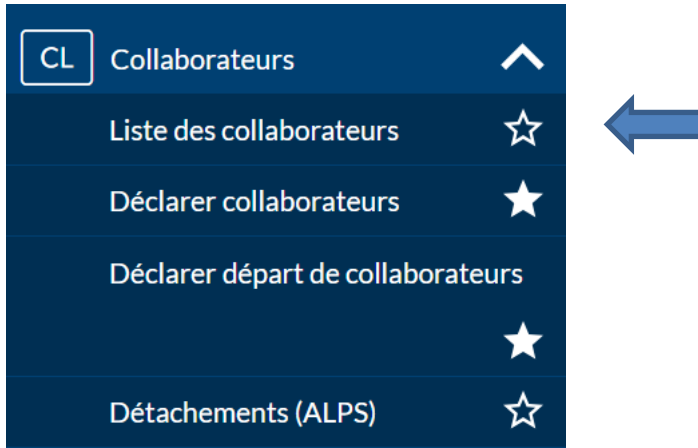 CL Collaborateurs
Liste des collaborateurs
Déclarer collaborateurs
Déclarer départ de collaborateurs
Détachements (ALPS)